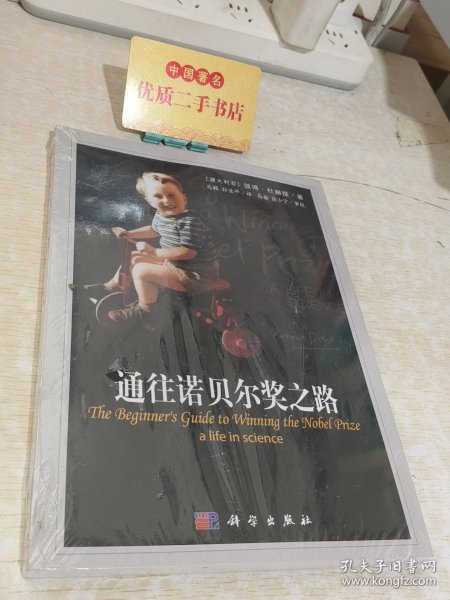 中国著名
优质二手书店
〔澳大利亚〕 彼得·杜赫提／著
通往诺贝尔奖之路
The Beginner's Guide to Winning the Nobel Prize
a life in science
科学出版社
孔夫子旧书网
www.kongfz.com